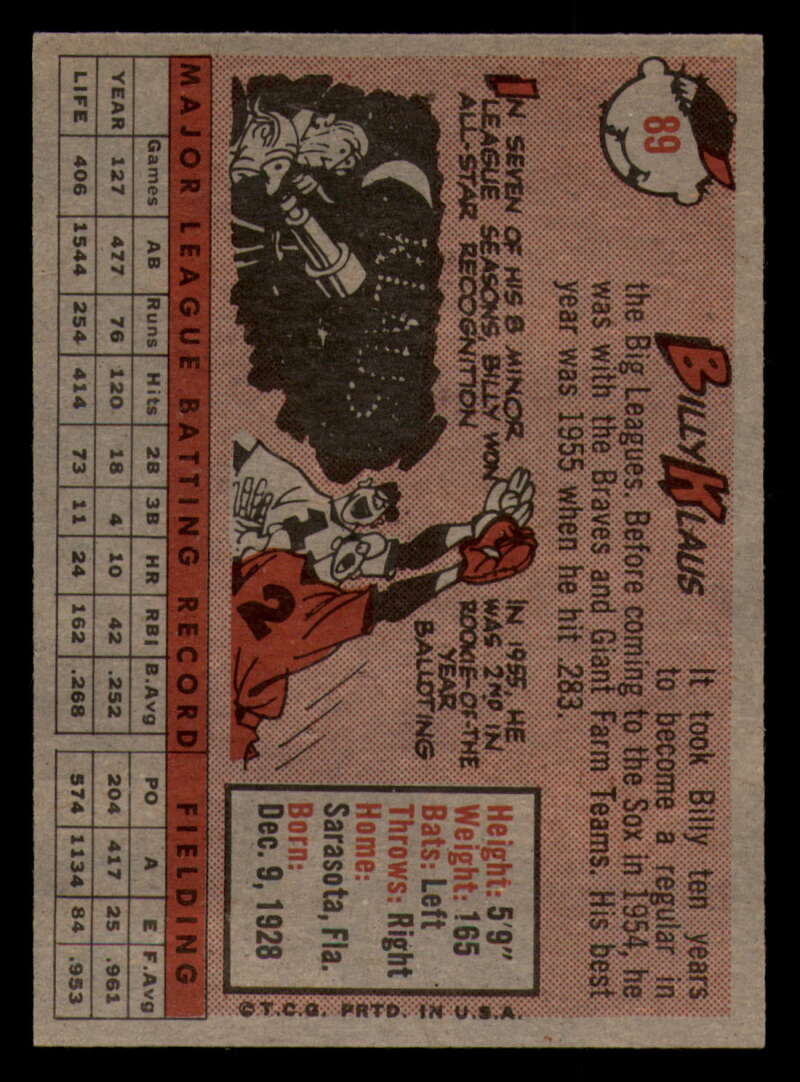 89
BILLY KLAUS
It took Billy ten years
to become a regular in
the Big Leagues. Before coming to the Sox in 1954, he
was with the Braves and Giant Farm Teams. His best
year was 1955 when he hit 283.
IN SEVEN OF HIS 8 MINOR
LEAGUE SEASONS, BILLY WON
ALL-STAR RECOGNITION
KLAUS
1
2
IN 1955, HE
WAS 2ND IN
ROOKIE-OF-THE
YEAR
BALLOTING
Height: 5'9"
Weight: 165
Bats: Left
Throws: Right
Home:
Sarasota, Fla.
Born:
Dec. 9, 1928
MAJOR LEAGUE BATTING RECORD FIELDING
Games AB Runs Hits 2B 3B HR RBI B.Avg PO A E F.Avg
YEAR 127 477 76 120 18 4 10 42 .252 204 417 25 .961
LIFE 406 1544 254 414 73 11 24 162 .268 574 1134 84 .953
© T.C.G. PRTD. IN U.S.A.